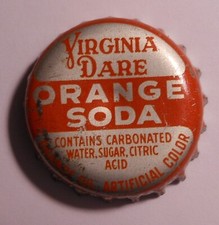 VIRGINIA
DARE
ORANGE
SODA
CONTAINS CARBONATED
WATER, SUGAR, CITRIC
ACID
ARTIFICIAL COLOR